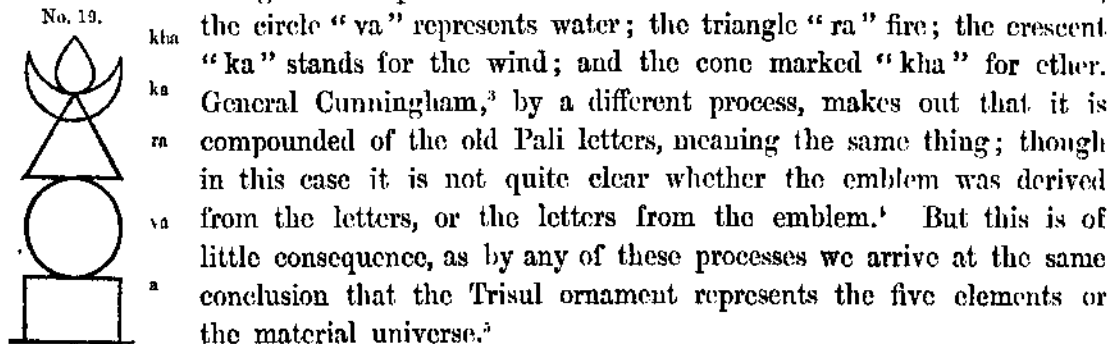 No. 19.
kha
ka
ra
va
a
the circle “va” represents water; the triangle “ra” fire; the crescent
“ka” stands for the wind; and the cone marked “kha” for ether.
General Cunningham,³ by a different process, makes out that it is
compounded of the old Pali letters, meaning the same thing; though
in this case it is not quite clear whether the emblem was derived
from the letters, or the letters from the emblem.⁴ But this is of
little consequence, as by any of these processes we arrive at the same
conclusion that the Trisul ornament represents the five elements or
the material universe.⁵